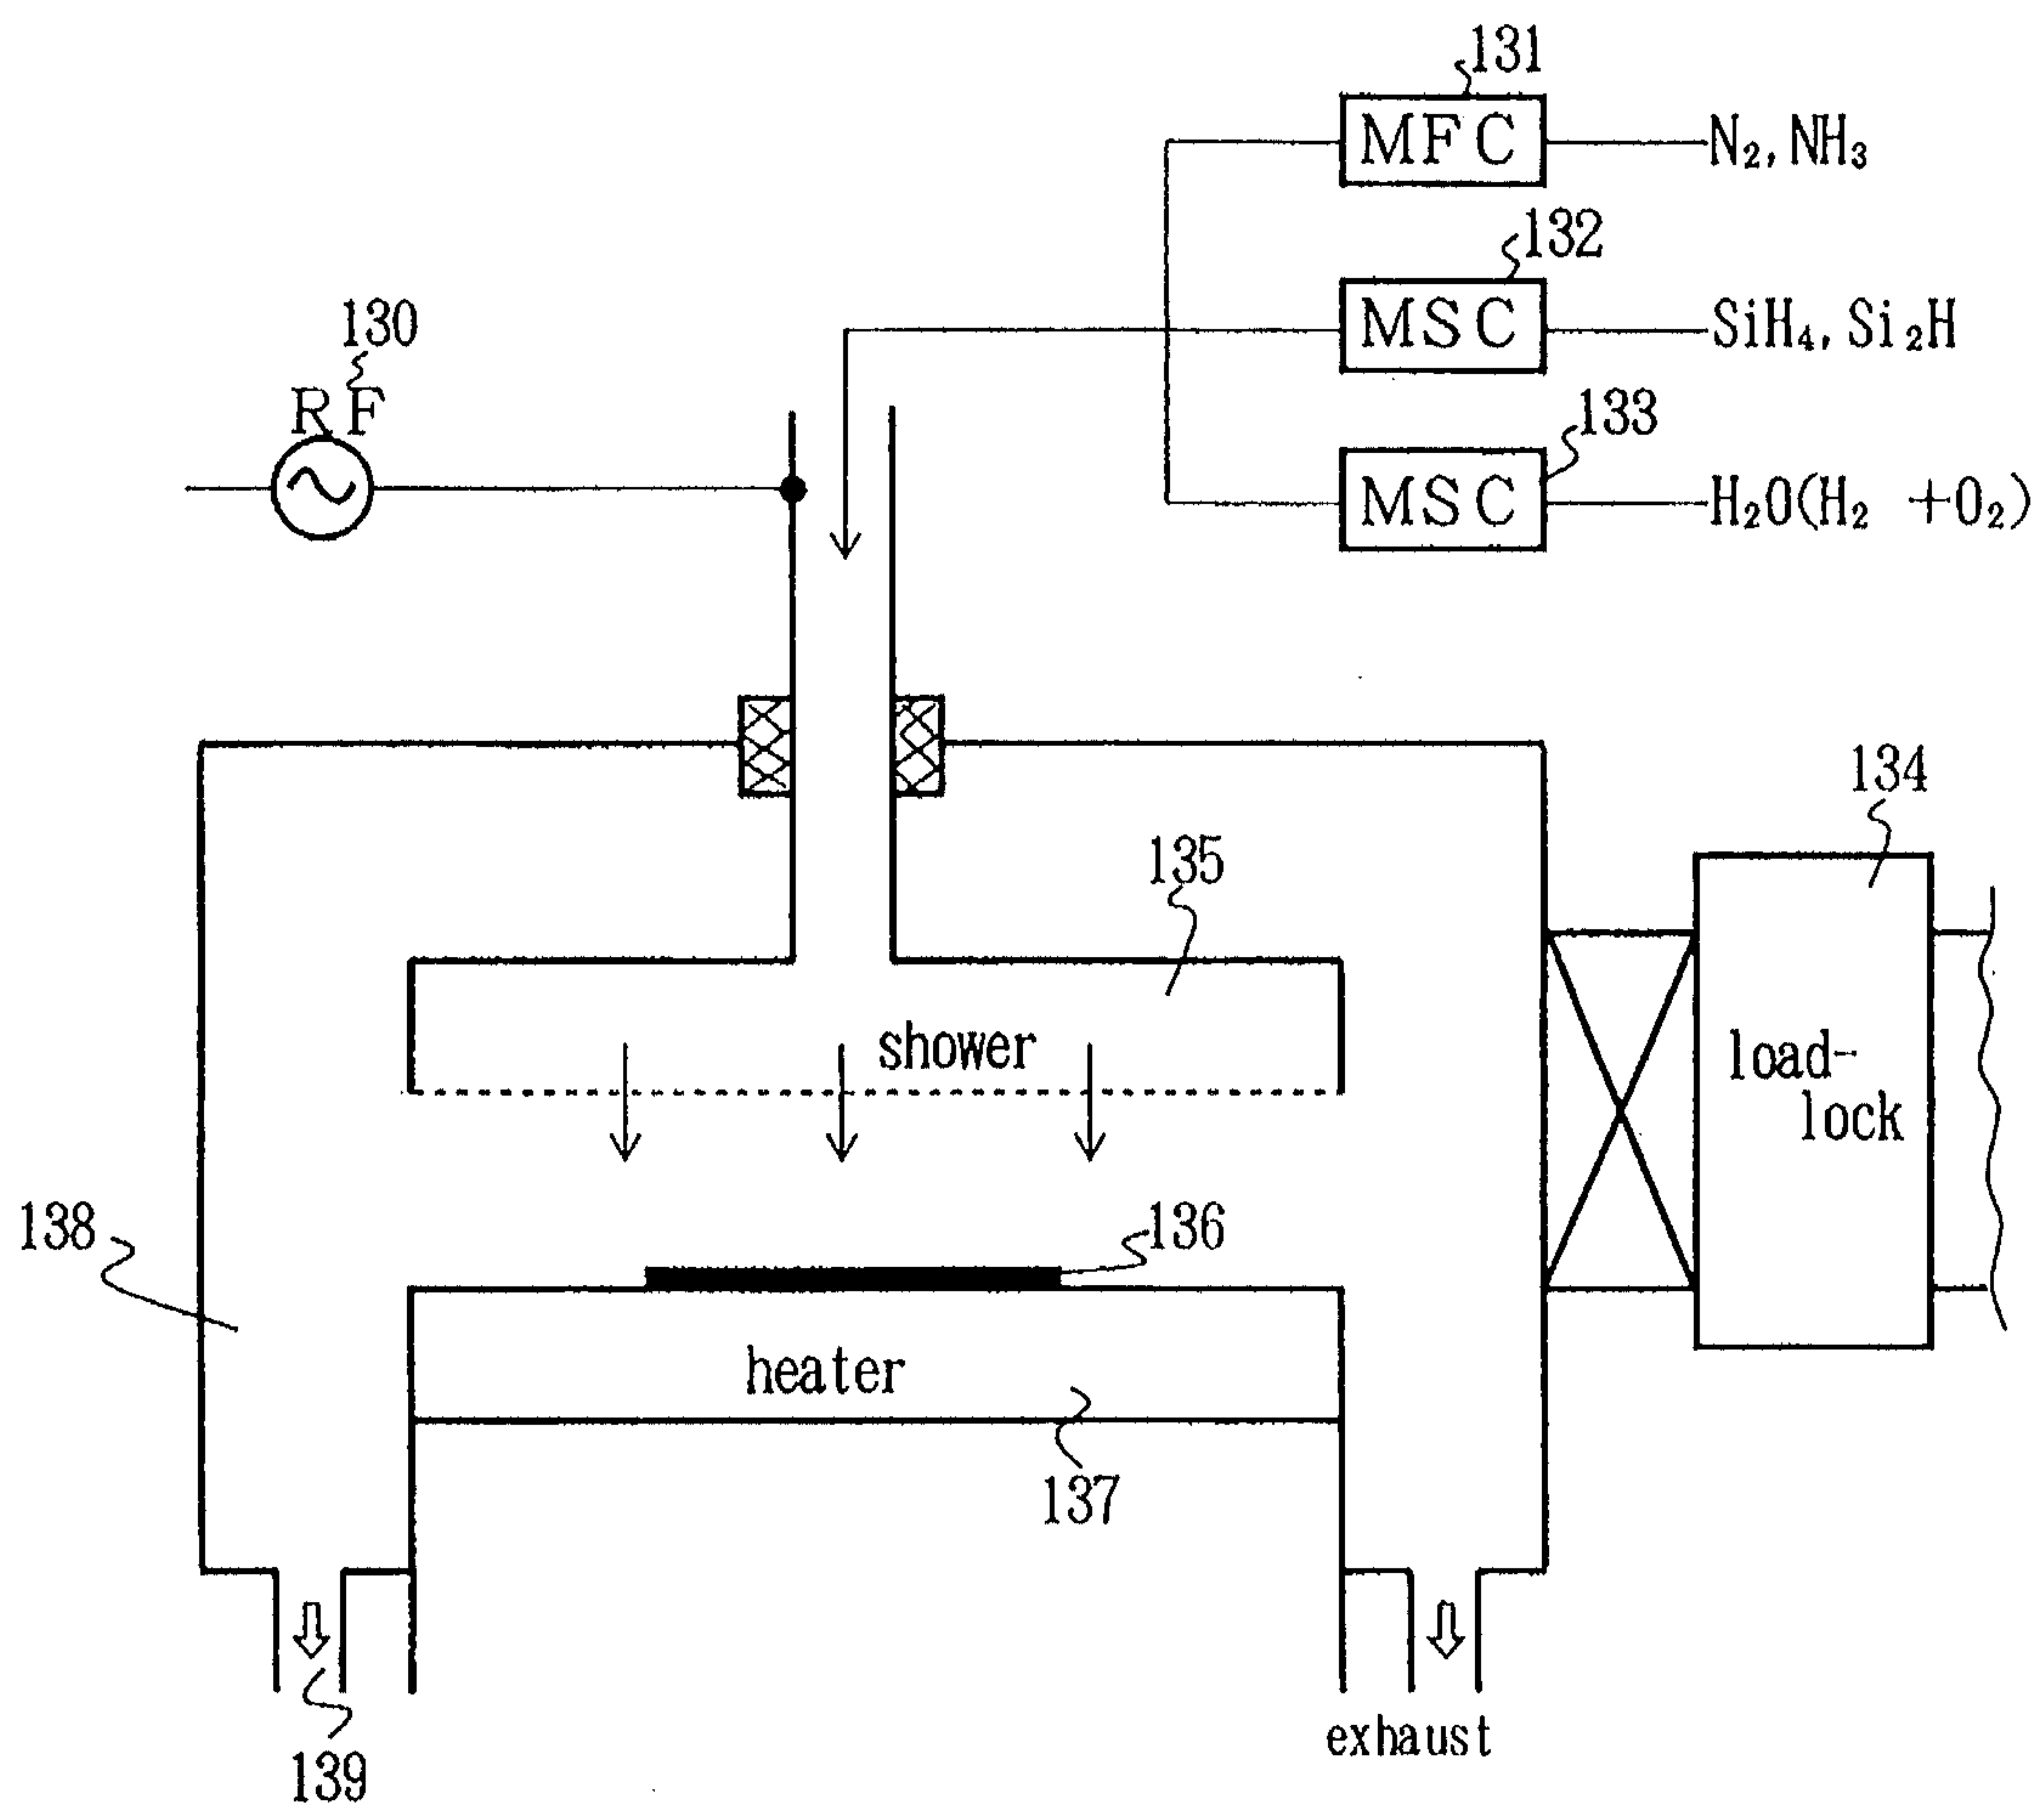 131
MFC
N₂, NH₃
132
MSC
SiH₄, Si₂H
130
RF
133
MSC
H₂O(H₂ +O₂)
134
135
shower
load-
lock
138
136
heater
137
exhaust
139